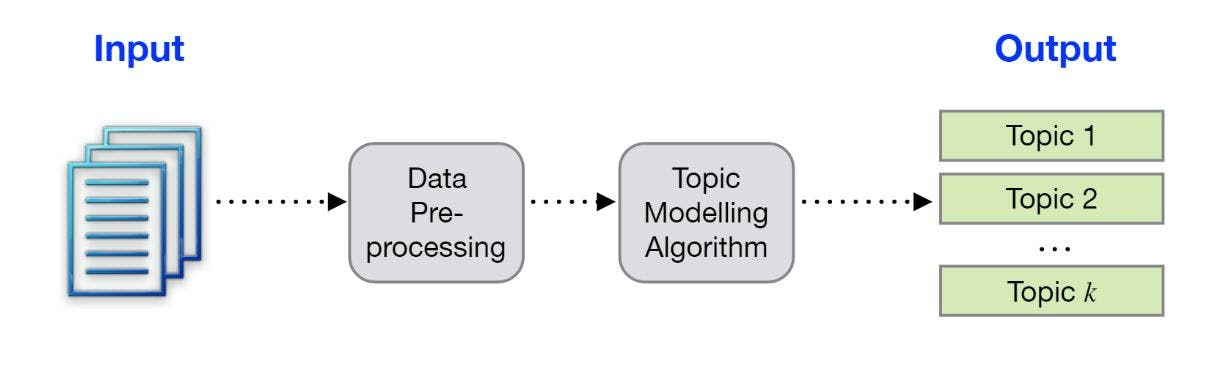 Input
Output
Data
Pre-
processing
Topic
Modelling
Algorithm
Topic 1
Topic 2
...
Topic k